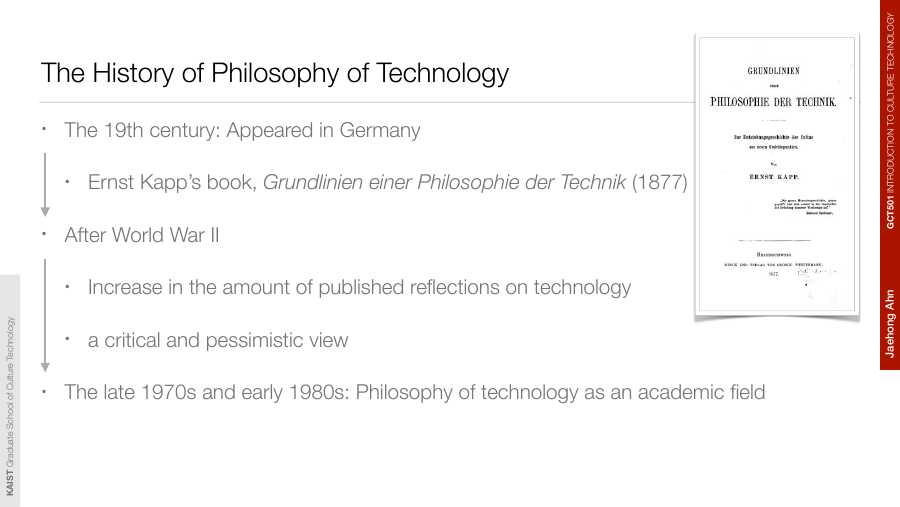 The History of Philosophy of Technology
• The 19th century: Appeared in Germany
• Ernst Kapp's book, Grundlinien einer Philosophie der Technik (1877)
• After World War II
• Increase in the amount of published reflections on technology
• a critical and pessimistic view
• The late 1970s and early 1980s: Philosophy of technology as an academic field
GRUNDLINIEN
PHILOSOPHIE DER TECHNIK.
ERNST KAPP.
GCT501 INTRODUCTION TO CULTURE TECHNOLOGY
Jaehong Ahn
KAIST Graduate School of Culture Technology